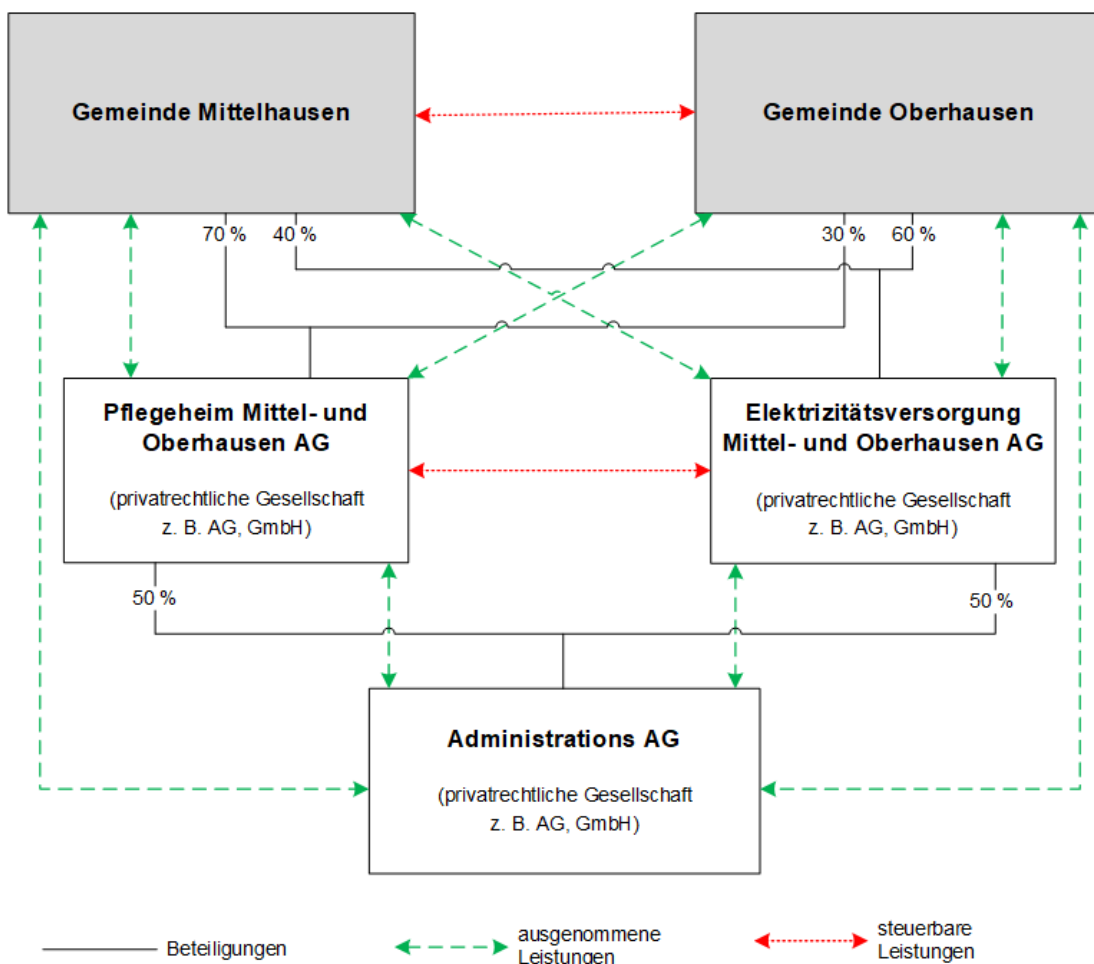 Gemeinde Mittelhausen
Gemeinde Oberhausen
70 %
40 %
30 %
60 %
Pflegeheim Mittel- und
Oberhausen AG
(privatrechtliche Gesellschaft
z. B. AG, GmbH)
Elektrizitätsversorgung
Mittel- und Oberhausen AG
(privatrechtliche Gesellschaft
z. B. AG, GmbH)
50 %
50 %
Administrations AG
(privatrechtliche Gesellschaft
z. B. AG, GmbH)
Beteiligungen
ausgenommene
Leistungen
steuerbare
Leistungen